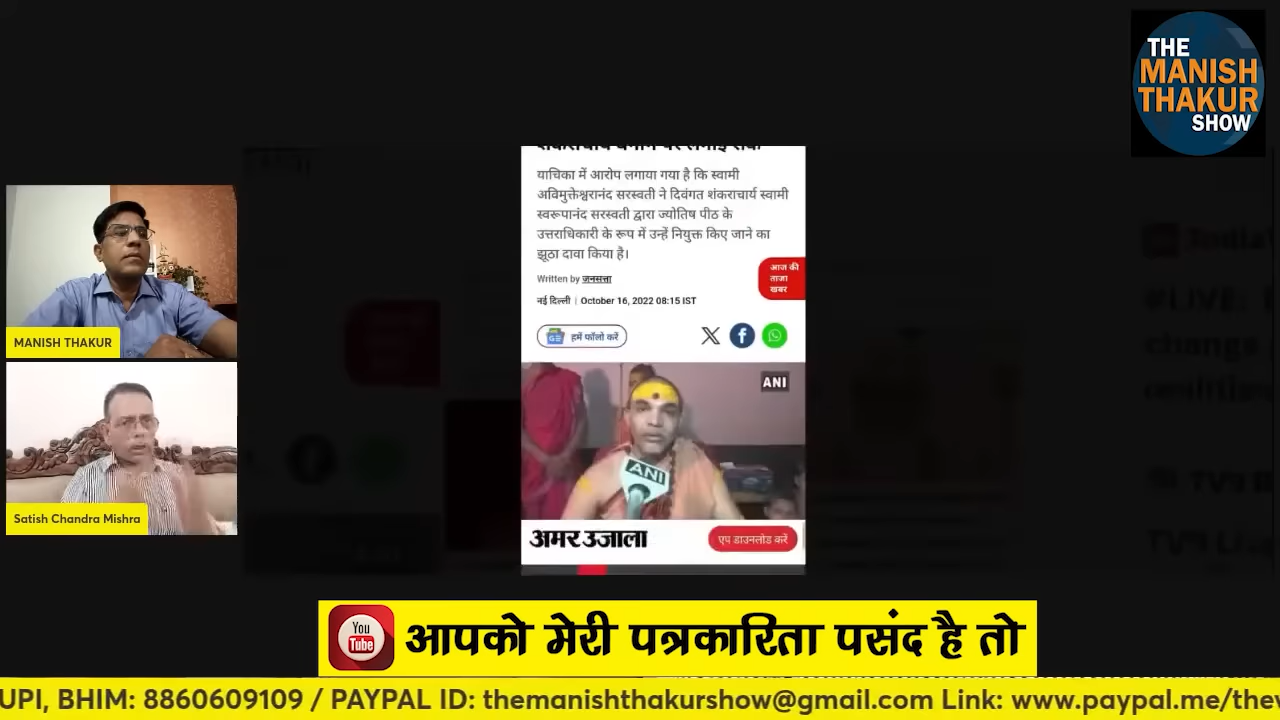 THE
MANISH
THAKUR
SHOW
याचिका में आरोप लगाया गया है कि स्वामी
अविमुक्तेश्वरानंद सरस्वती ने दिवंगत शंकराचार्य स्वामी
स्वरूपानंद सरस्वती द्वारा ज्योतिष पीठ के
उत्तराधिकारी के रूप में उन्हें नियुक्त किए जाने का
झूठा दावा किया है।
आज की
ताजा
खबर
Written by जनसत्ता
नई दिल्ली | October 16, 2022 08:15 IST
हमें फॉलो करें
ANI
ANI
अमर उजाला
एप डाउनलोड करें
MANISH THAKUR
Satish Chandra Mishra
#LIVE:
change
TV9
You
Tube
आपको मेरी पत्रकारिता पसंद है तो
UPI, BHIM: 8860609109 / PAYPAL ID: themanishthakurshow@gmail.com Link: www.paypal.me/thev